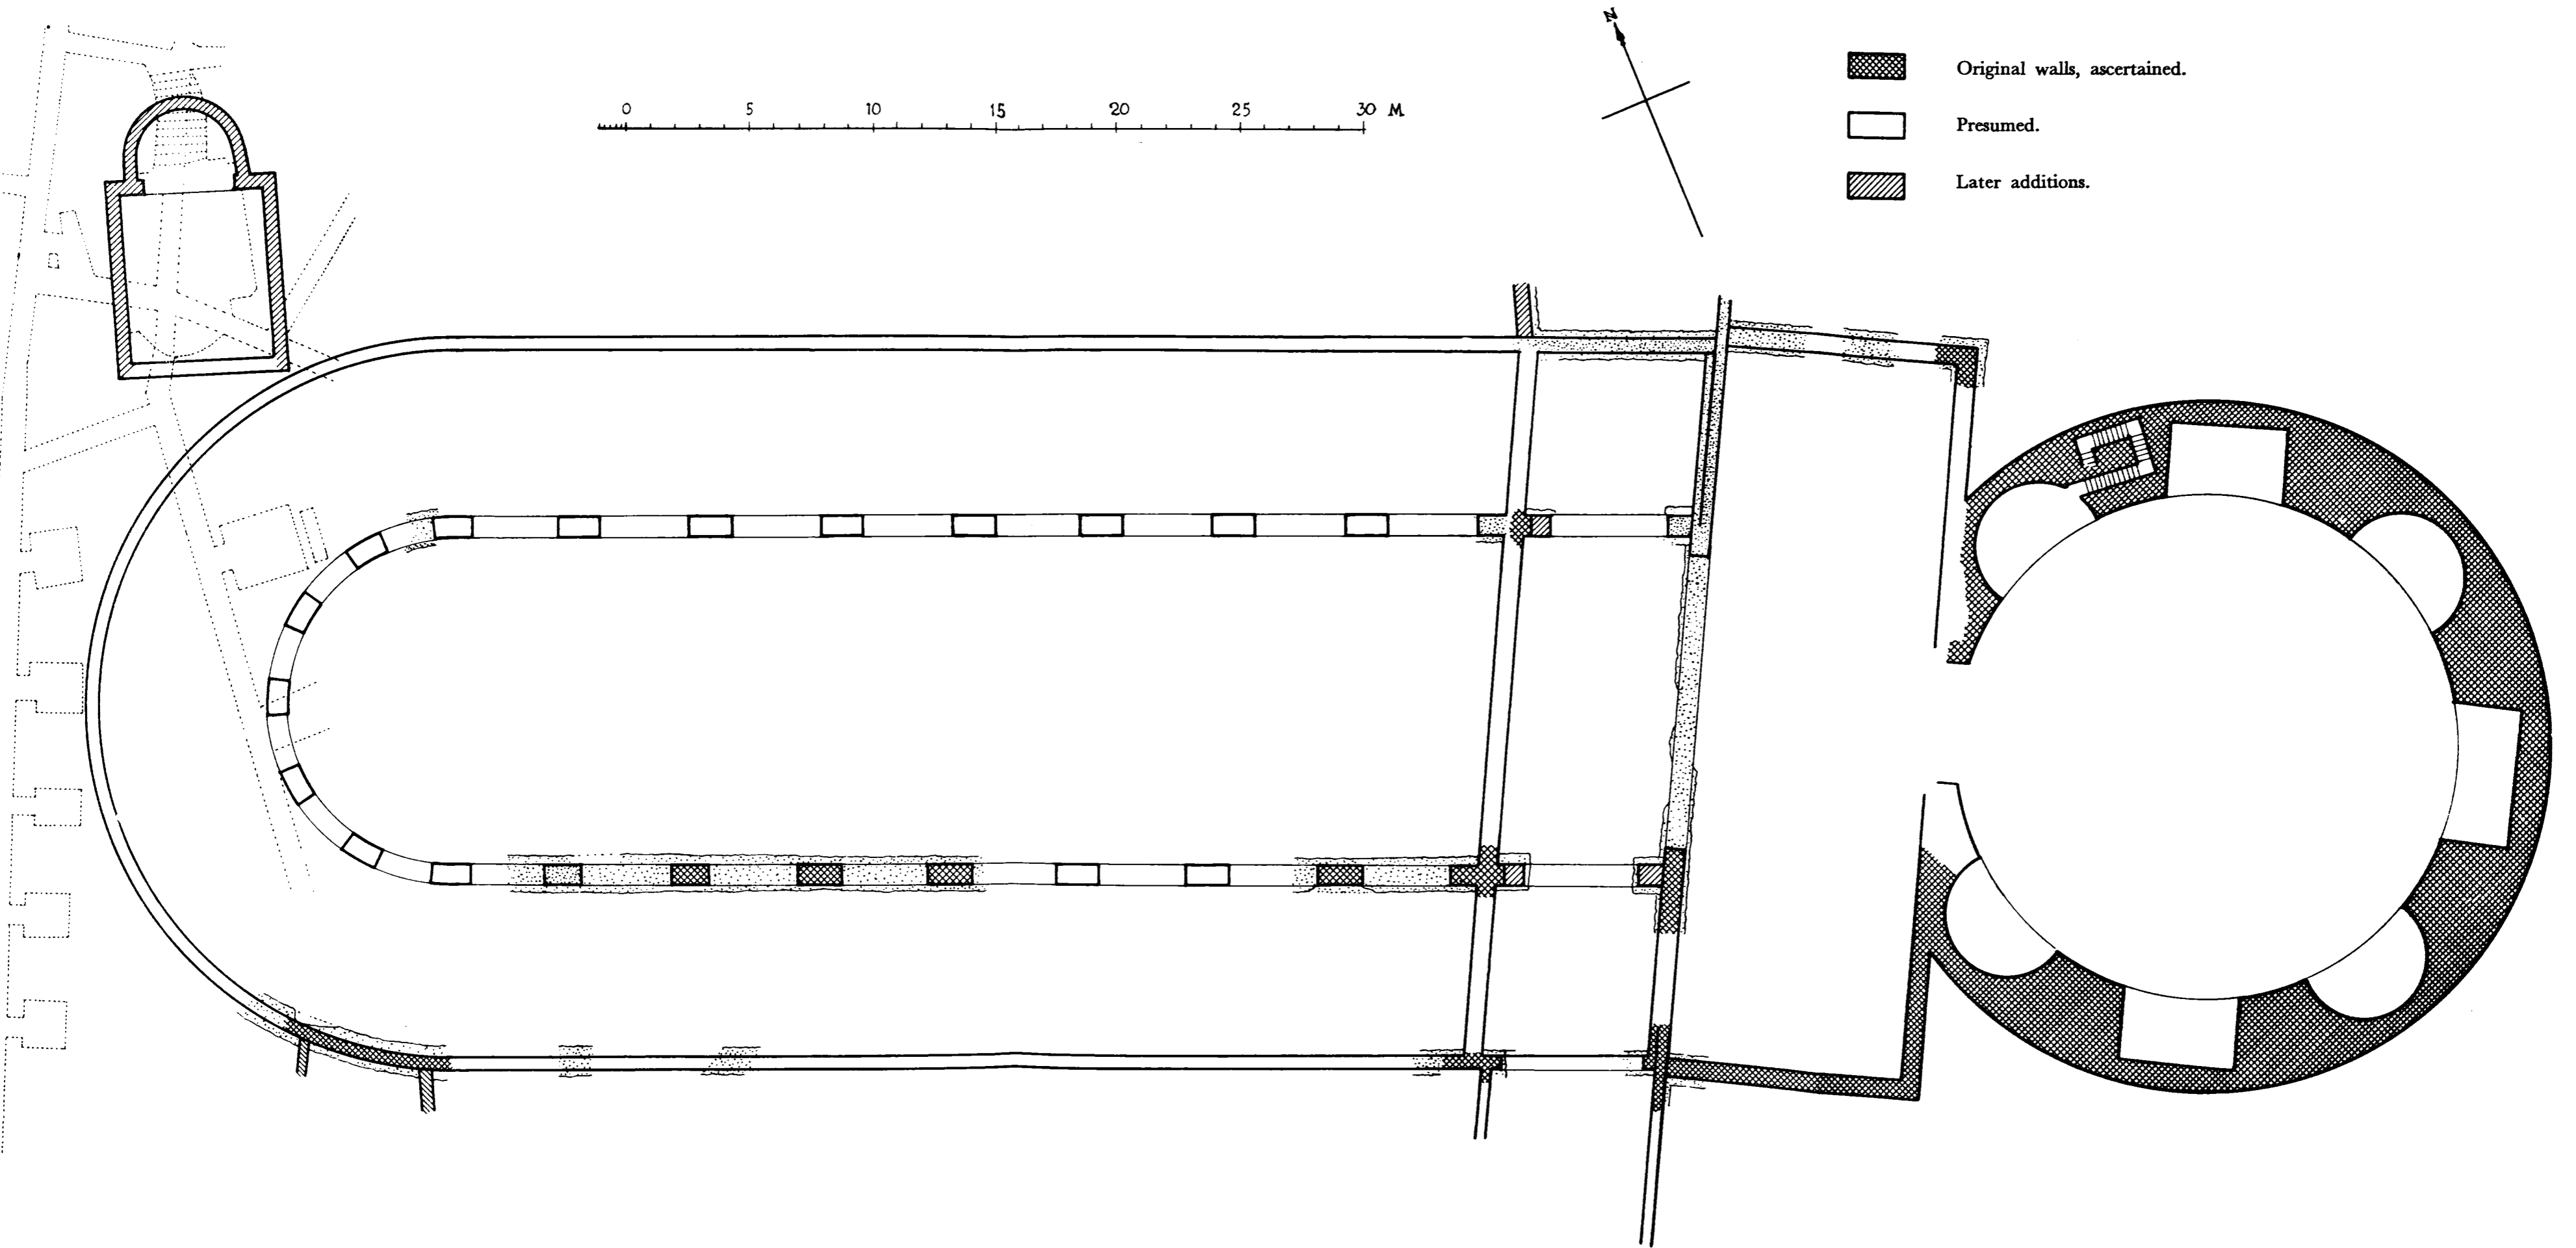 N
0 5 10 15 20 25 30 M
Original walls, ascertained.
Presumed.
Later additions.